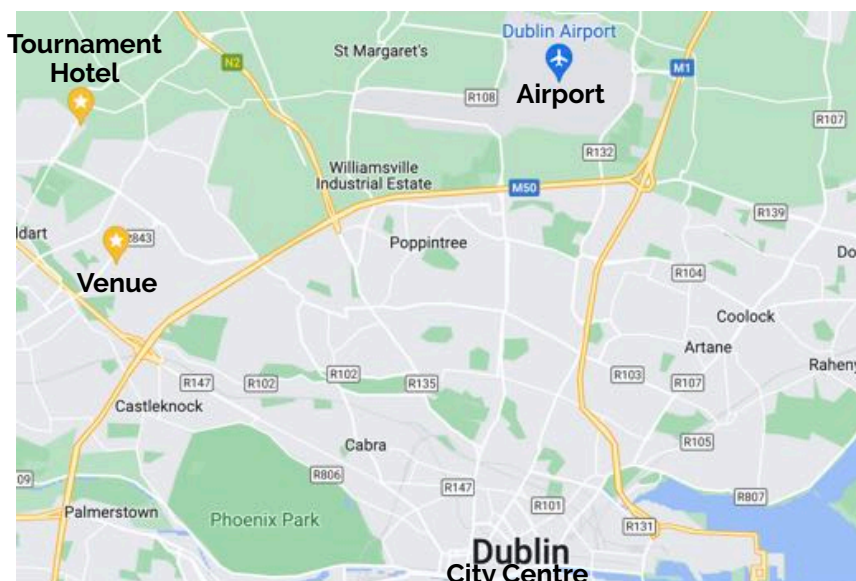 Tournament
Hotel
St Margaret's
Dublin Airport
Airport
N2
M1
R108
R107
R132
Williamsville
Industrial Estate
M50
R139
ldart
R843
Poppintree
Do
Venue
R104
Coolock
Artane
Raheny
R147
R102
R102
R135
R103
R107
Castleknock
Cabra
R105
09
R806
R147
R101
R807
Palmerstown
Phoenix Park
R131
Dublin
City Centre